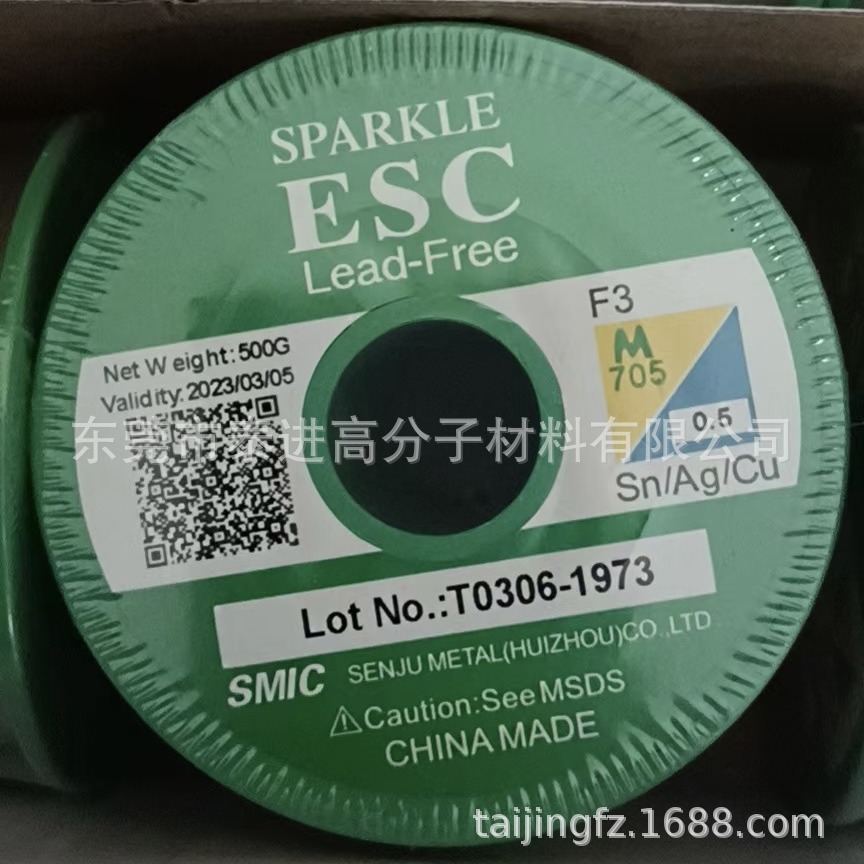 SPARKLE
ESC
Lead-Free
Net Weight:500G
Validity:2023/03/05
F3
M
705
0.5
Sn/Ag/Cu
东莞市泰进高分子材料有限公司
Lot No.:T0306-1973
SMIC SENJU METAL(HUIZHOU)CO.,LTD
Caution:See MSDS
CHINA MADE
taijingfz.1688.com